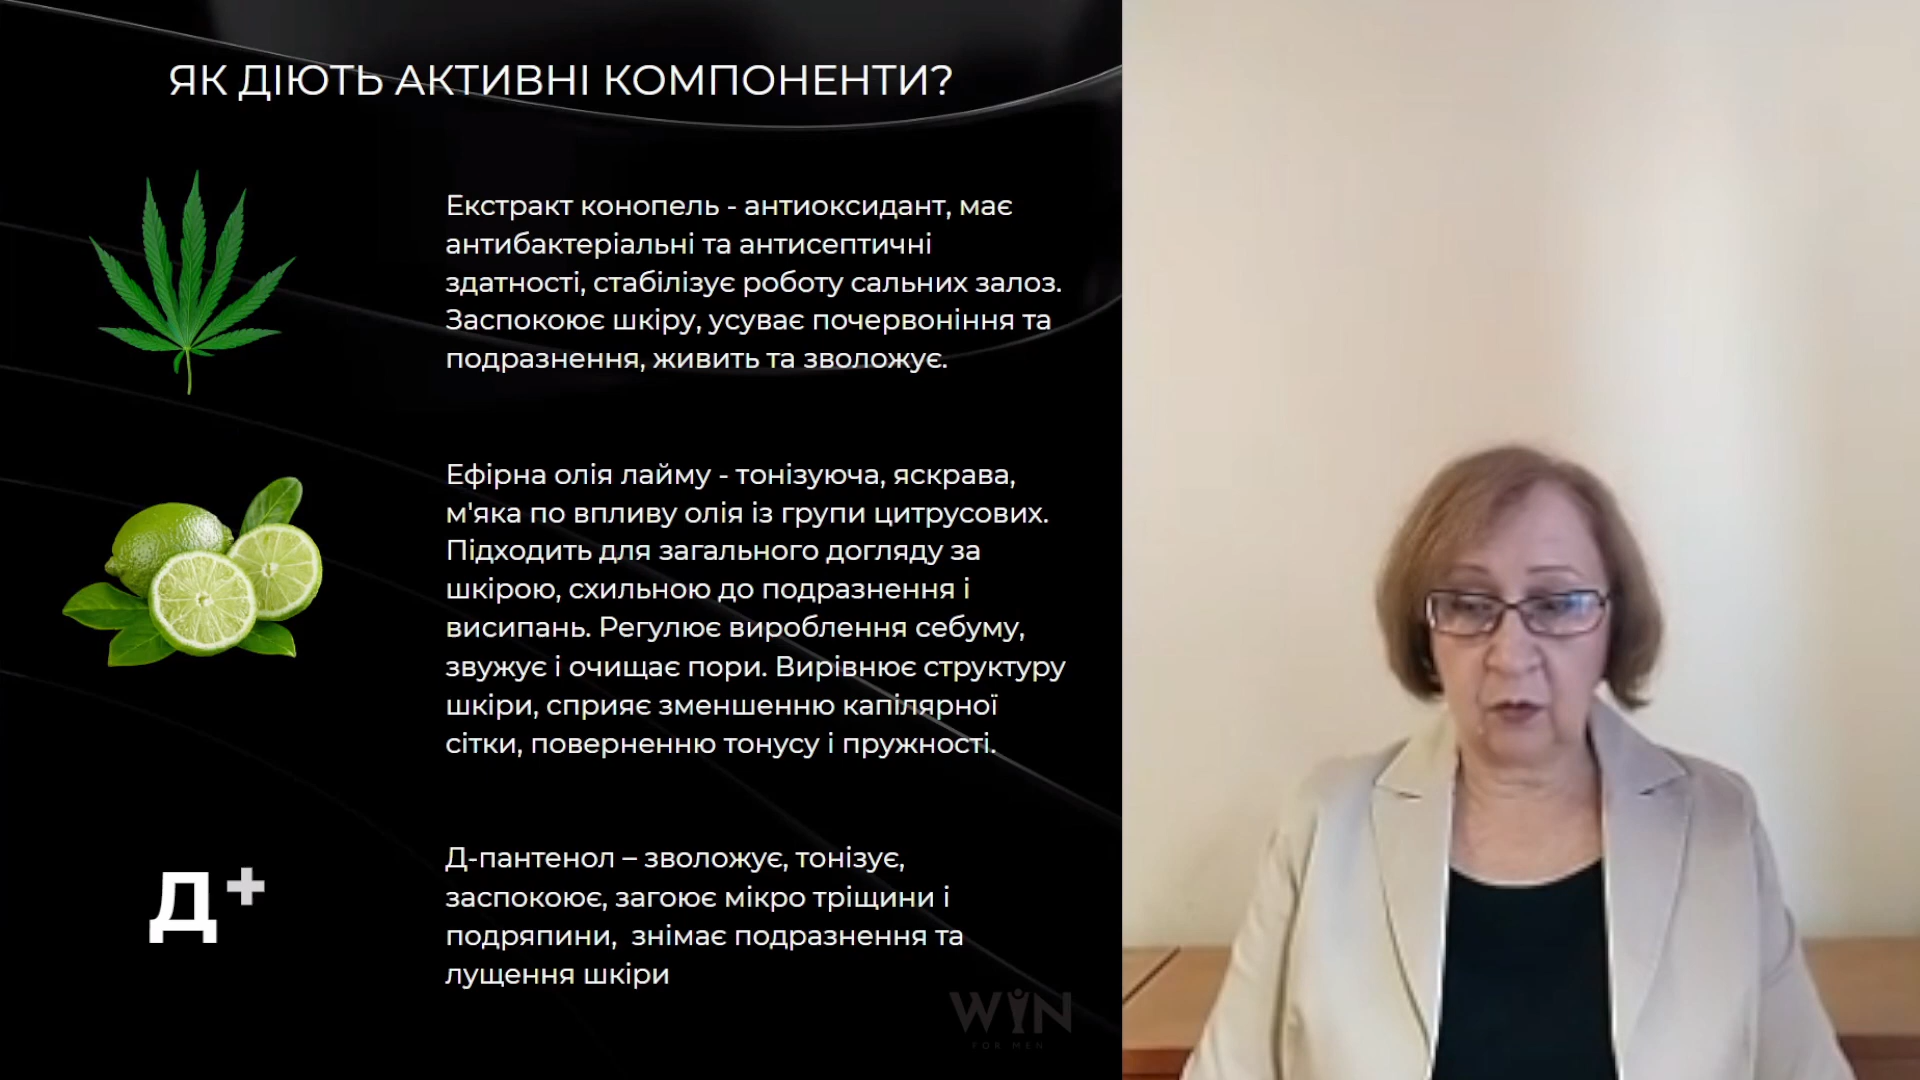 ЯК ДІЮТЬ АКТИВНІ КОМПОНЕНТИ?
Екстракт конопель - антиоксидант, має
антибактеріальні та антисептичні
здатності, стабілізує роботу сальних залоз.
Заспокоює шкіру, усуває почервоніння та
подразнення, живить та зволожує.
Ефірна олія лайму - тонізуюча, яскрава,
м'яка по впливу олія із групи цитрусових.
Підходить для загального догляду за
шкірою, схильною до подразнення і
висипань. Регулює вироблення себуму,
звужує і очищає пори. Вирівнює структуру
шкіри, сприяє зменшенню капілярної
сітки, поверненню тонусу і пружності.
Д+
Д-пантенол – зволожує, тонізує,
заспокоює, загоює мікро тріщини і
подряпини,  знімає подразнення та
лущення шкіри
WIN
FOR MEN